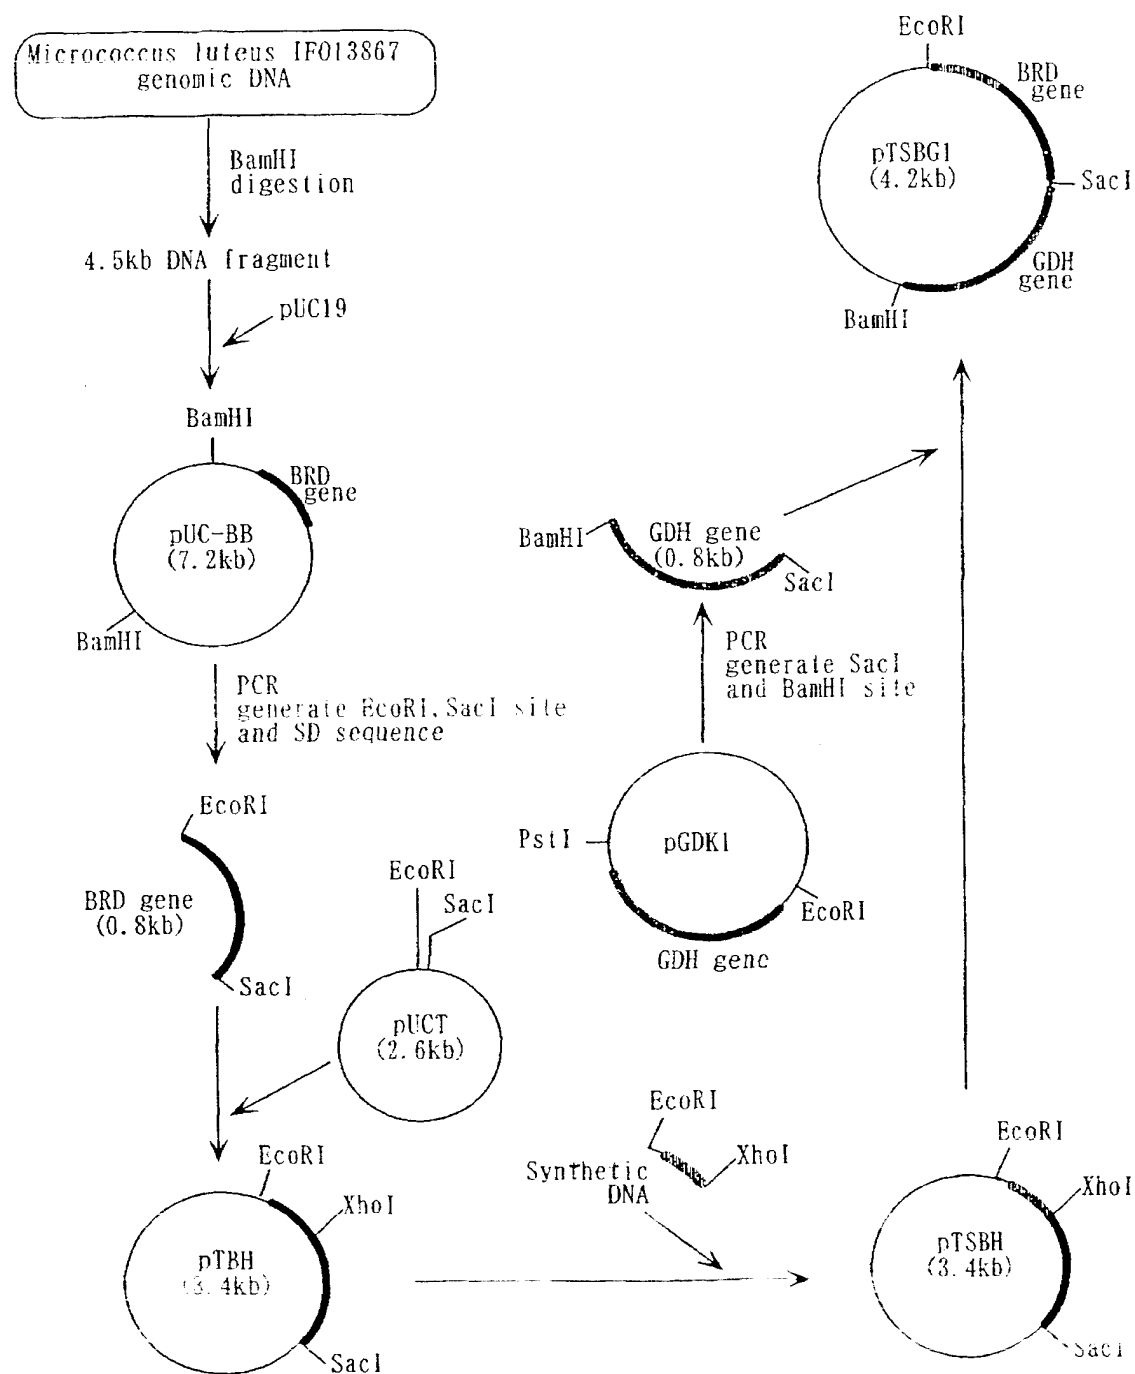 Micrococcus luteus IFO13867
genomic DNA
BamHI
digestion
4.5kb DNA fragment
pUC19
BamHI
BRD
gene
pUC-BB
(7.2kb)
BamHI
PCR
generate EcoRI, SacI site
and SD sequence
EcoRI
BRD gene
(0.8kb)
SacI
EcoRI
SacI
pUCT
(2.6kb)
EcoRI
XhoI
pTBH
(3.4kb)
SacI
EcoRI
XhoI
Synthetic
DNA
EcoRI
XhoI
pTSBH
(3.4kb)
SacI
PstI
pGDK1
EcoRI
GDH gene
PCR
generate SacI
and BamHI site
BamHI
GDH gene
(0.8kb)
SacI
EcoRI
BRD
gene
pTSBG1
(4.2kb)
SacI
GDH
gene
BamHI